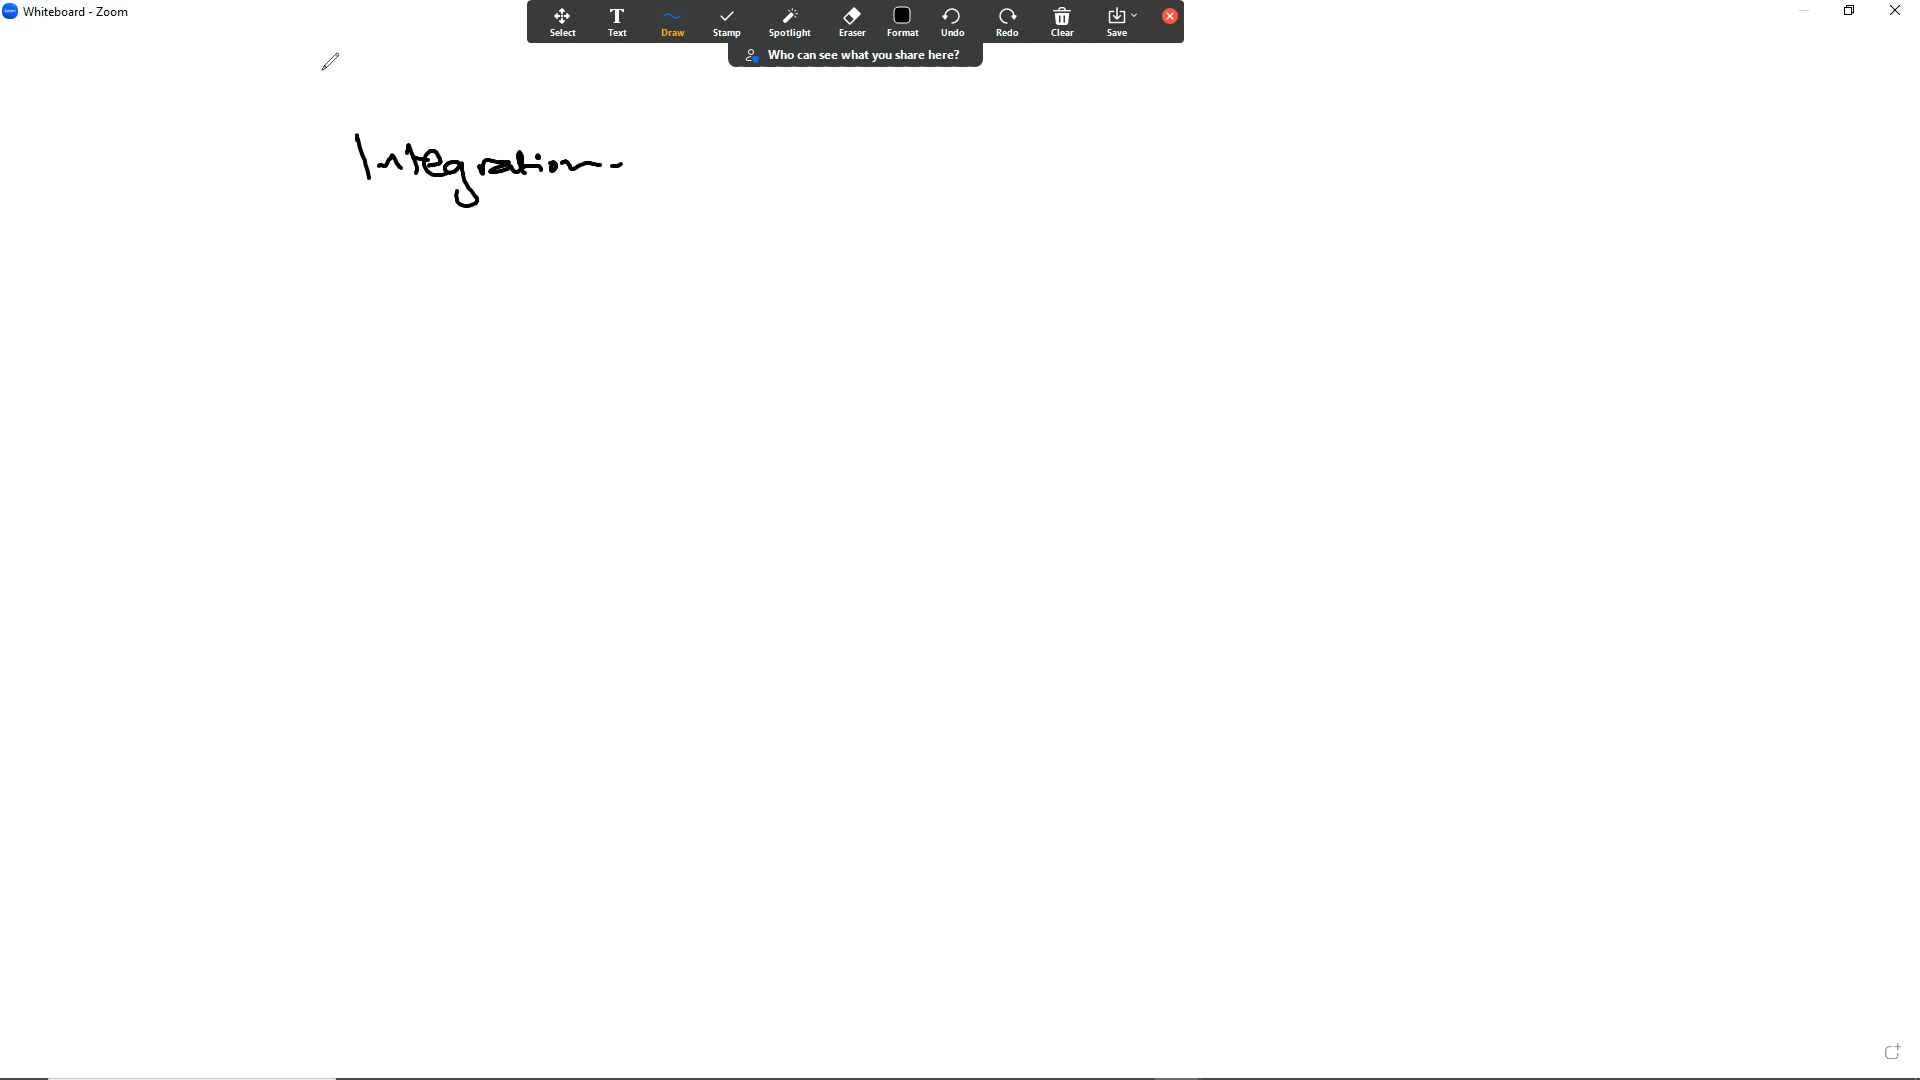 Whiteboard - Zoom
Select Text Draw Stamp Spotlight Eraser Format Undo Redo Clear Save
Who can see what you share here?
Integration-